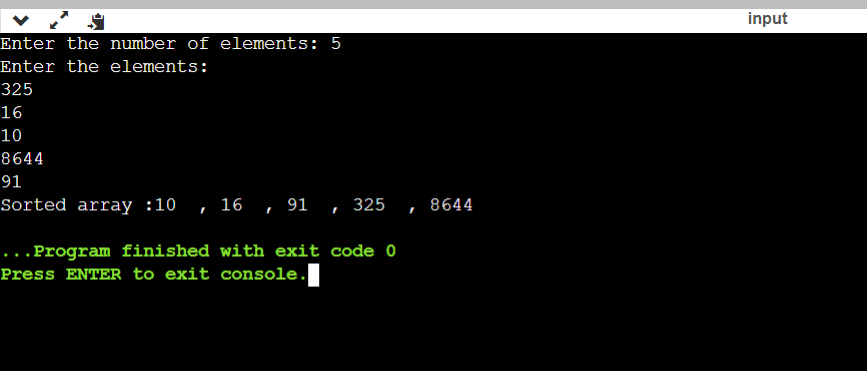 input
Enter the number of elements: 5
Enter the elements:
325
16
10
8644
91
Sorted array :10  , 16  , 91  , 325  , 8644
...Program finished with exit code 0
Press ENTER to exit console.